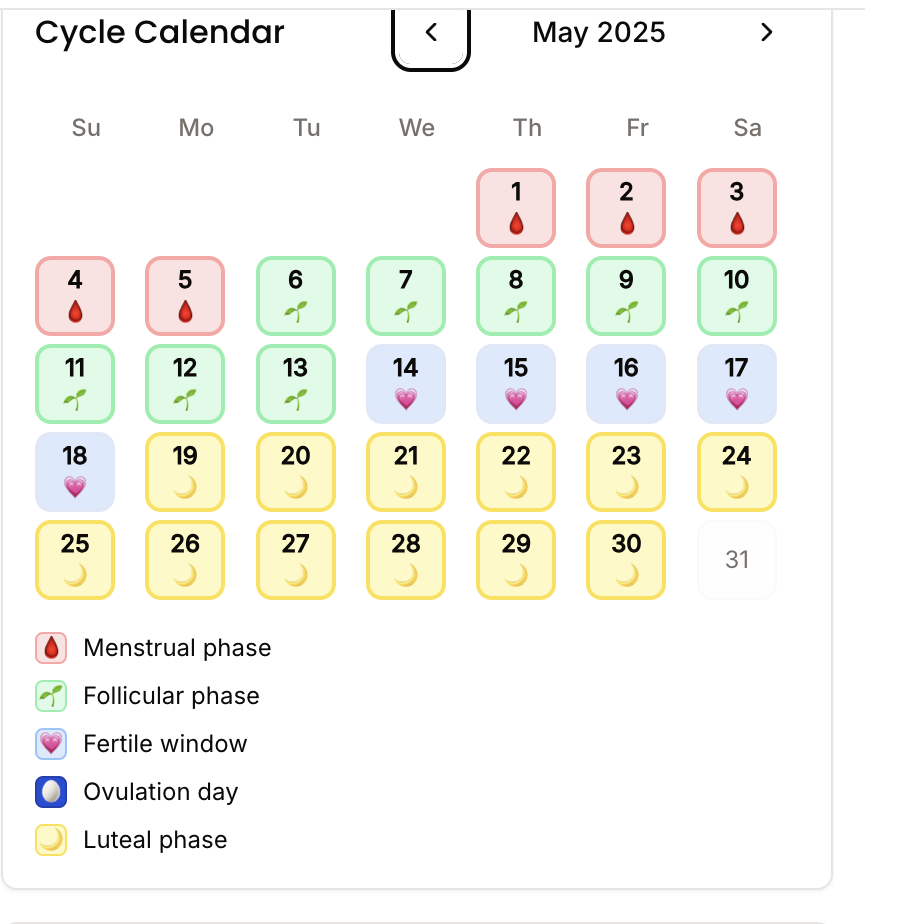 Cycle Calendar May 2025
Su Mo Tu We Th Fr Sa
1 2 3
4 5 6 7 8 9 10
11 12 13 14 15 16 17
18 19 20 21 22 23 24
25 26 27 28 29 30 31
Menstrual phase
Follicular phase
Fertile window
Ovulation day
Luteal phase